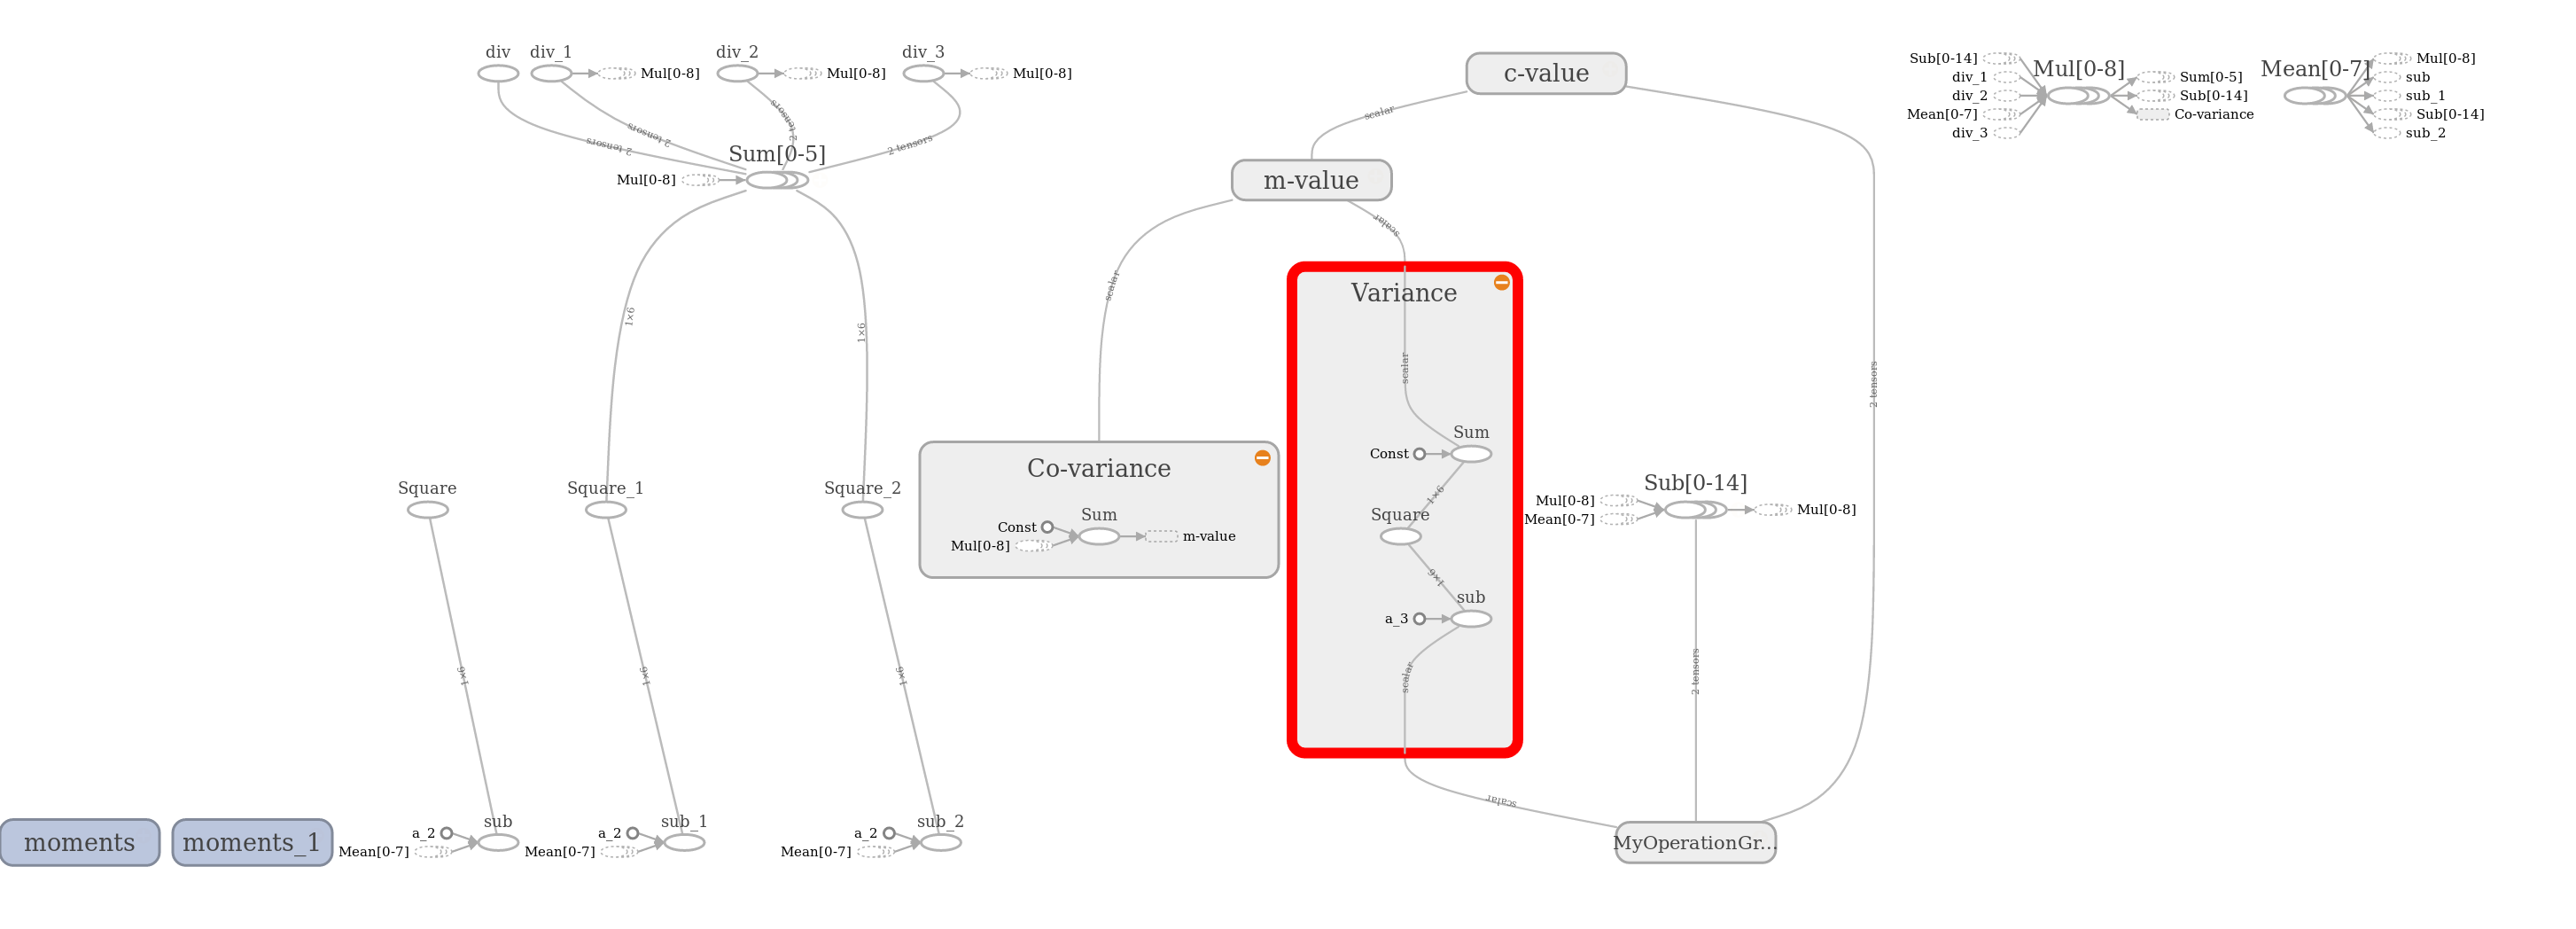 div
div_1
Mul[0-8]
div_2
Mul[0-8]
div_3
Mul[0-8]
2 tensors
2 tensors
2 tensors
2 tensors
Sum[0-5]
Mul[0-8]
1×6
1×6
Square
Square_1
Square_2
1×6
1×6
1×6
moments
moments_1
sub
a_2
Mean[0-7]
sub_1
a_2
Mean[0-7]
sub_2
a_2
Mean[0-7]
c-value
scalar
m-value
scalar
scalar
Co-variance
Sum
Const
Mul[0-8]
m-value
Variance
scalar
Sum
Const
1×6
Square
1×6
sub
a_3
scalar
scalar
Sub[0-14]
Mul[0-8]
Mean[0-7]
Mul[0-8]
2 tensors
2 tensors
MyOperationGr...
Sub[0-14]
div_1
div_2
Mean[0-7]
div_3
Mul[0-8]
Sum[0-5]
Sub[0-14]
Co-variance
Mean[0-7]
Mul[0-8]
sub
sub_1
Sub[0-14]
sub_2